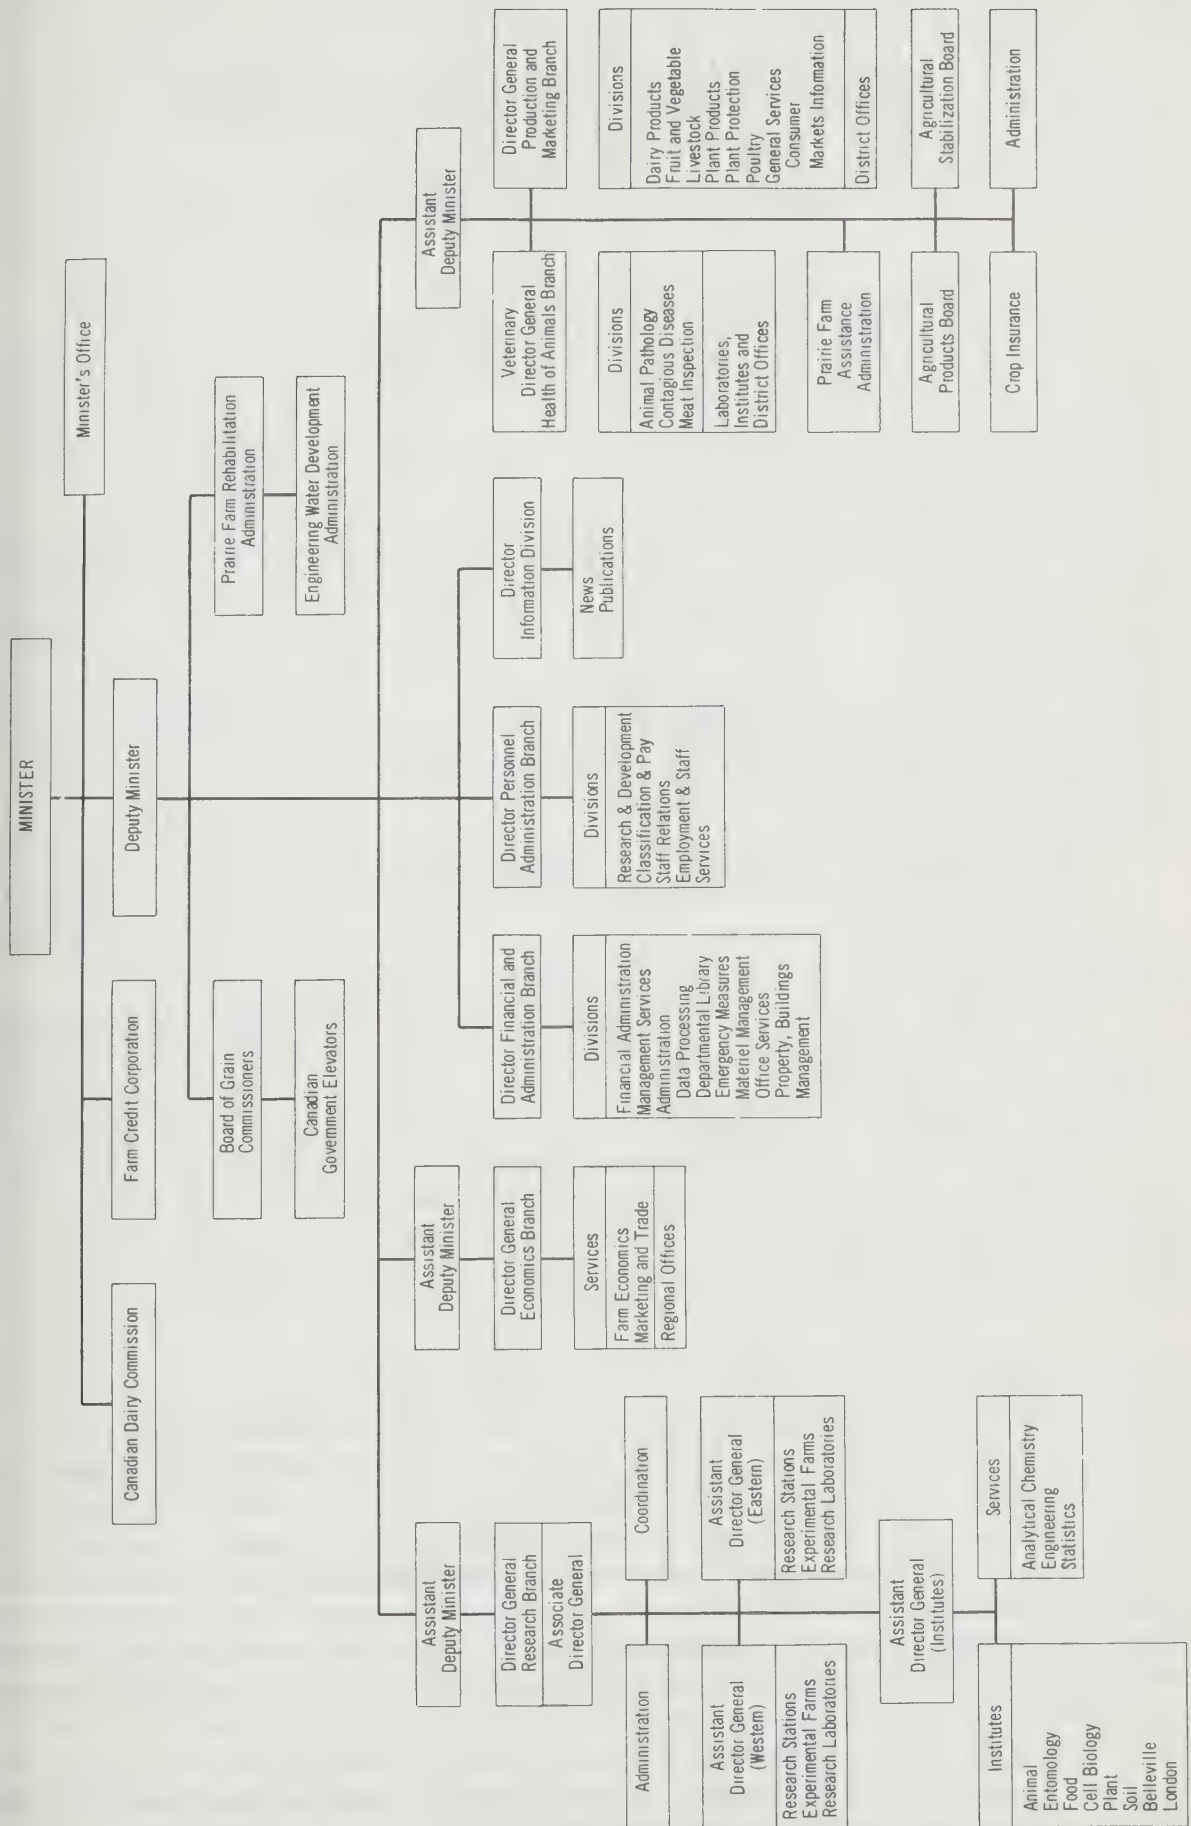 MINISTER
Canadian Dairy Commission
Farm Credit Corporation
Deputy Minister
Minister's Office
Board of Grain
Commissioners
Canadian
Government Elevators
Prairie Farm Rehabilitation
Administration
Engineering Water Development
Administration
Assistant
Deputy Minister
Director General
Research Branch
Associate
Director General
Administration
Coordination
Assistant
Director General
(Western)
Research Stations
Experimental Farms
Research Laboratories
Assistant
Director General
(Eastern)
Research Stations
Experimental Farms
Research Laboratories
Assistant
Director General
(Institutes)
Institutes
Animal
Entomology
Food
Cell Biology
Plant
Soil
Belleville
London
Services
Analytical Chemistry
Engineering
Statistics
Assistant
Deputy Minister
Director General
Economics Branch
Services
Farm Economics
Marketing and Trade
Regional Offices
Director Financial and
Administration Branch
Divisions
Financial Administration
Management Services
Administration
Data Processing
Departmental Library
Emergency Measures
Materiel Management
Office Services
Property, Buildings
Management
Director Personnel
Administration Branch
Divisions
Research & Development
Classification & Pay
Staff Relations
Employment & Staff
Services
Director
Information Division
News
Publications
Assistant
Deputy Minister
Veterinary
Director General
Health of Animals Branch
Divisions
Animal Pathology
Contagious Diseases
Meat Inspection
Laboratories,
Institutes and
District Offices
Prairie Farm
Assistance
Administration
Agricultural
Products Board
Crop Insurance
Director General
Production and
Marketing Branch
Divisions
Dairy Products
Fruit and Vegetable
Livestock
Plant Products
Plant Protection
Poultry
General Services
Consumer
Markets Information
District Offices
Agricultural
Stabilization Board
Administration